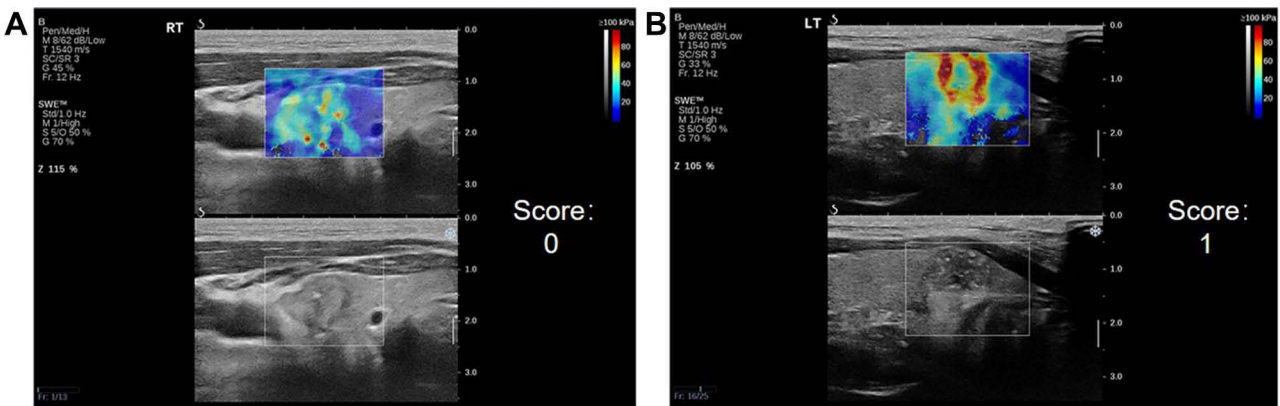 A
B
Pen/Med/H
M 8/62 dB/Low
T 1540 m/s
SC/SR 3
G 45 %
Fr. 12 Hz
SWE™
Std/1.0 Hz
M 1/High
S 5/O 50 %
G 70 %
Z 115 %
Fr: 1/13
RT
≥100 kPa
80
60
40
20
0.0
1.0
2.0
3.0
0.0
1.0
2.0
3.0
Score:
0
B
B
Pen/Med/H
M 8/62 dB/Low
T 1540 m/s
SC/SR 3
G 33 %
Fr. 12 Hz
SWE™
Std/1.0 Hz
M 1/High
S 5/O 50 %
G 70 %
Z 105 %
Fr: 16/25
LT
≥100 kPa
80
60
40
20
0.0
1.0
2.0
3.0
0.0
1.0
2.0
3.0
Score:
1